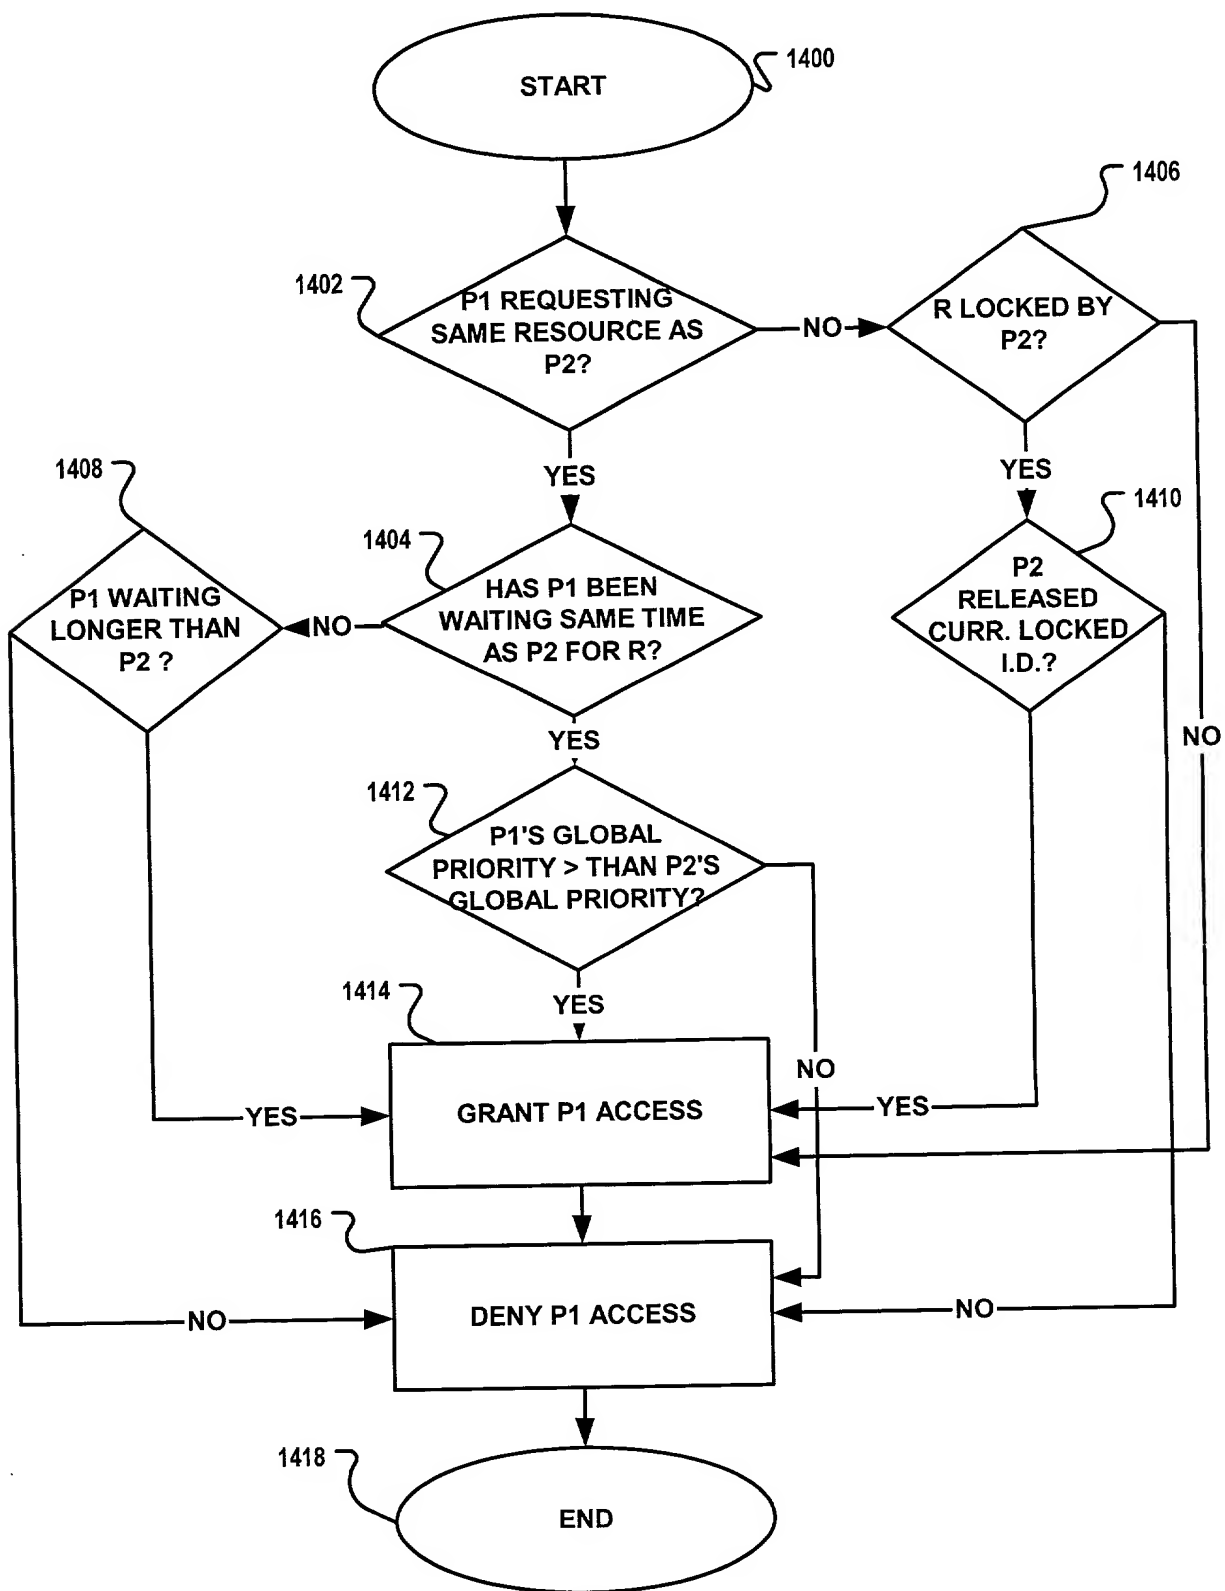 START
1400
1406
1402
P1 REQUESTING
SAME RESOURCE AS
P2?
NO
R LOCKED BY
P2?
YES
YES
1408
1410
1404
P1 WAITING
LONGER THAN
P2 ?
NO
HAS P1 BEEN
WAITING SAME TIME
AS P2 FOR R?
P2
RELEASED
CURR. LOCKED
I.D.?
YES
NO
1412
P1'S GLOBAL
PRIORITY > THAN P2'S
GLOBAL PRIORITY?
1414
YES
NO
YES
GRANT P1 ACCESS
YES
1416
NO
DENY P1 ACCESS
NO
1418
END